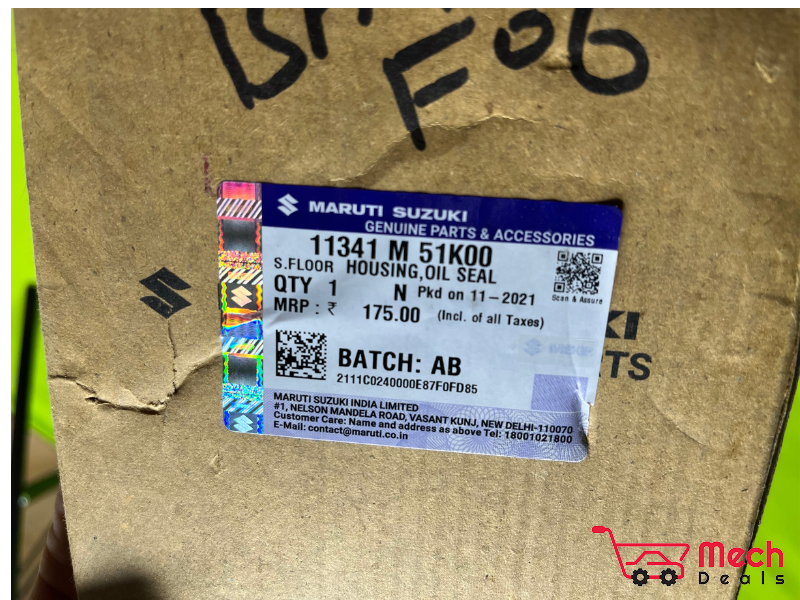 F06
F
MARUTI SUZUKI
GENUINE PARTS & ACCESSORIES
11341 M 51K00
S.FLOOR HOUSING,OIL SEAL
QTY 1 N Pkd on 11-2021
Scan & Assure
MRP : ₹ 175.00 (Incl. of all Taxes)
BATCH: AB
2111C0240000E87F0FD85
MARUTI SUZUKI INDIA LIMITED
#1, NELSON MANDELA ROAD, VASANT KUNJ, NEW DELHI-110070
Customer Care: Name and address as above Tel: 18001021800
E-Mail: contact@maruti.co.in
KI
TS
Mech
Deals